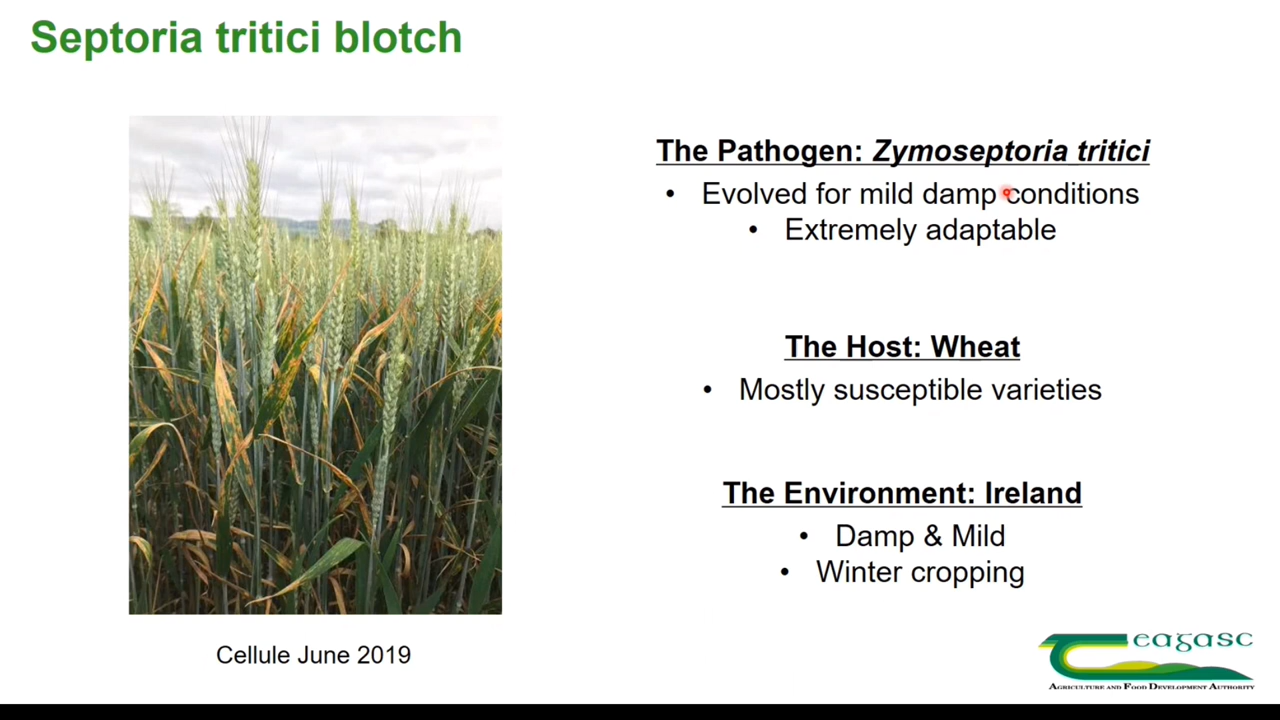 Septoria tritici blotch
The Pathogen: Zymoseptoria tritici
• Evolved for mild damp conditions
• Extremely adaptable
The Host: Wheat
• Mostly susceptible varieties
The Environment: Ireland
• Damp & Mild
• Winter cropping
Cellule June 2019
Teagasc
AGRICULTURE AND FOOD DEVELOPMENT AUTHORITY